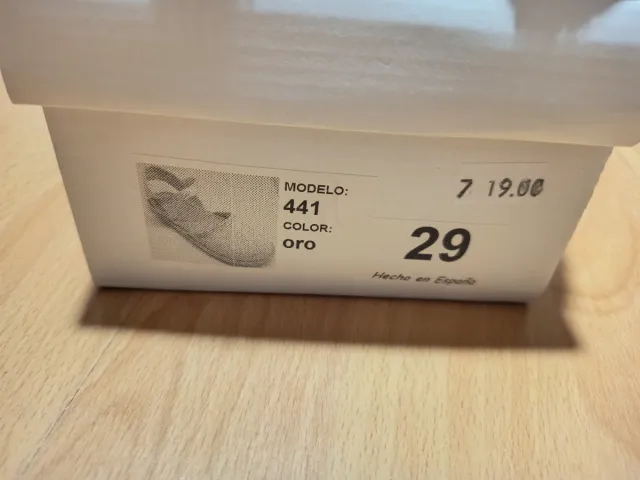 MODELO:
441
COLOR:
oro
7 19.00
29
Hecho en España